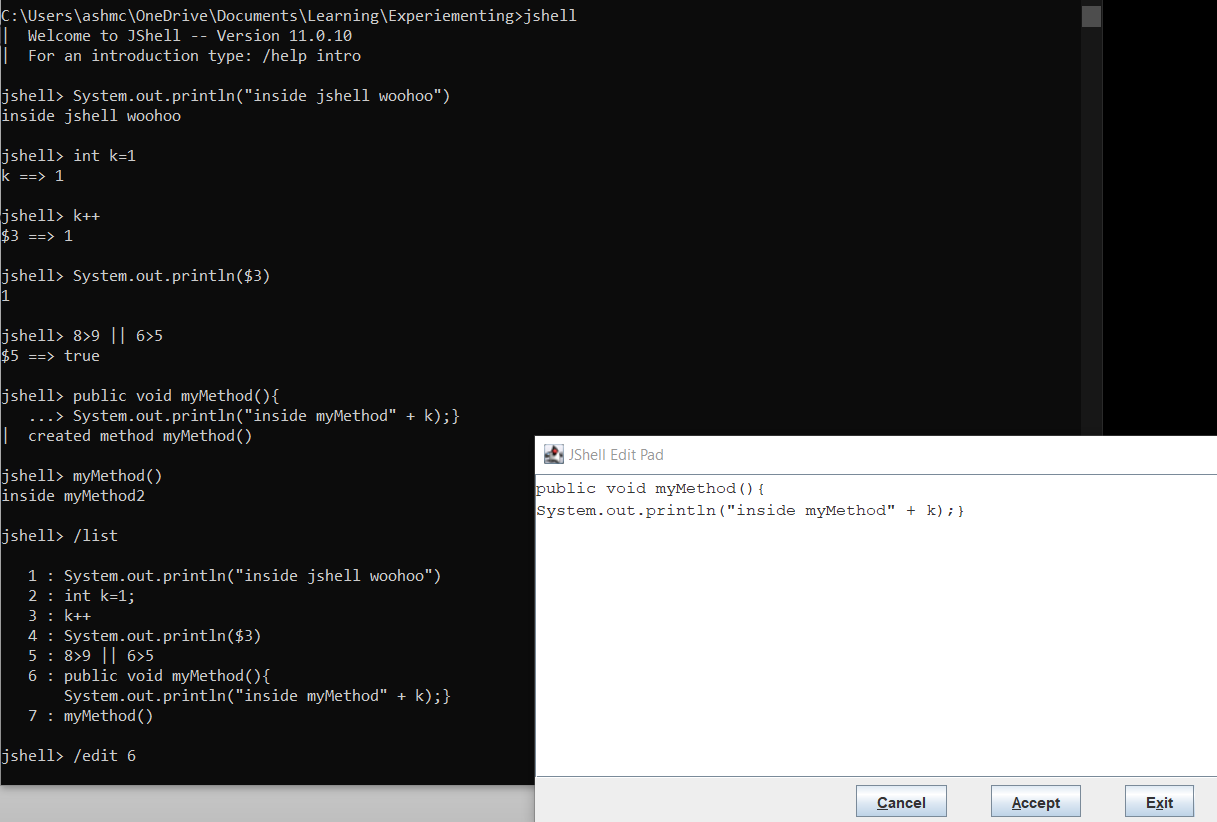 C:\Users\ashmc\OneDrive\Documents\Learning\Experiementing>jshell
|  Welcome to JShell -- Version 11.0.10
|  For an introduction type: /help intro
jshell> System.out.println("inside jshell woohoo")
inside jshell woohoo
jshell> int k=1
k ==> 1
jshell> k++
$3 ==> 1
jshell> System.out.println($3)
1
jshell> 8>9 || 6>5
$5 ==> true
jshell> public void myMethod(){
   ...> System.out.println("inside myMethod" + k);}
|  created method myMethod()
jshell> myMethod()
inside myMethod2
jshell> /list
   1 : System.out.println("inside jshell woohoo")
   2 : int k=1;
   3 : k++
   4 : System.out.println($3)
   5 : 8>9 || 6>5
   6 : public void myMethod(){
       System.out.println("inside myMethod" + k);}
   7 : myMethod()
jshell> /edit 6
JShell Edit Pad
public void myMethod(){
System.out.println("inside myMethod" + k);}
Cancel Accept Exit